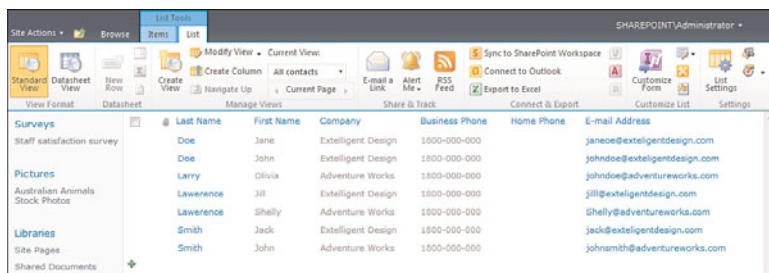 List Tools
SHAREPOINT\Administrator
Site Actions Browse Items List
Standard View
Datasheet View
New Row
Create View
Modify View
Create Column
Navigate Up
Current View:
All contacts
Current Page
E-mail a Link
Alert Me
RSS Feed
Sync to SharePoint Workspace
Connect to Outlook
Export to Excel
Customize Form
List Settings
View Format Datasheet Manage Views Share & Track Connect & Export Customize List Settings
Surveys
Staff satisfaction survey
Pictures
Australian Animals
Stock Photos
Libraries
Site Pages
Shared Documents
Last Name First Name Company Business Phone Home Phone E-mail Address
Doe Jane Extelligent Design 1800-000-000 janeoe@exteligentdesign.com
Doe John Extelligent Design 1800-000-000 johndoe@exteligentdesign.com
Larry Olivia Adventure Works 1800-000-000 johndoe@adventureworks.com
Lawerence Jill Extelligent Design 1800-000-000 jilll@exteligentdesign.com
Lawerence Shelly Adventure Works 1800-000-000 Shelly@adventureworks.com
Smith Jack Extelligent Design 1800-000-000 jack@exteligentdesign.com
Smith John Adventure Works 1800-000-000 johnsmith@adventureworks.com